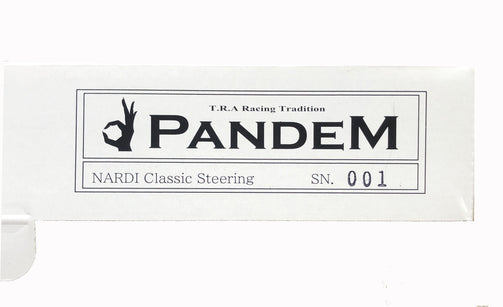 T.R.A Racing Tradition
PANDEM
NARDI Classic Steering SN. 001